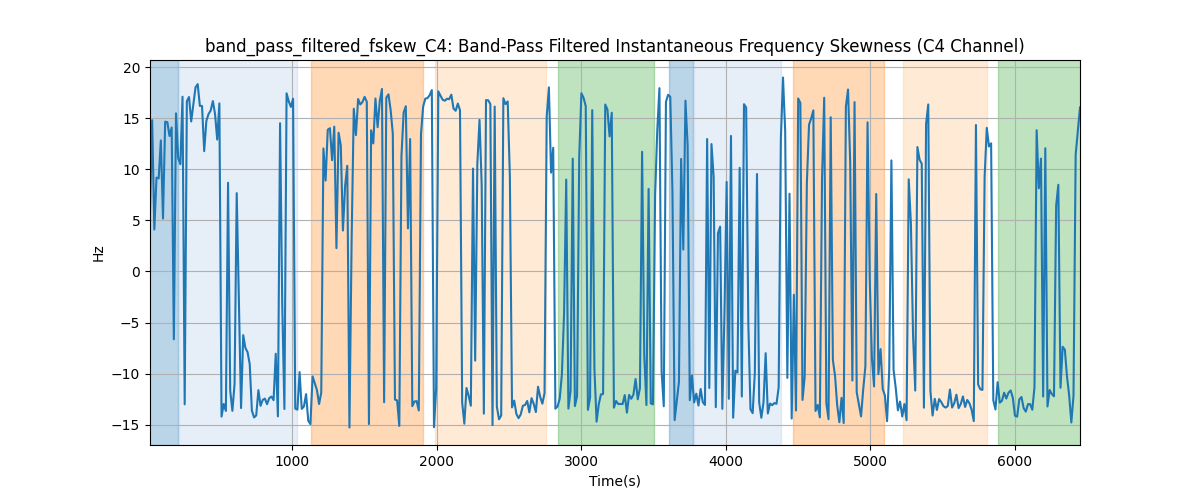 band_pass_filtered_fskew_C4: Band-Pass Filtered Instantaneous Frequency Skewness (C4 Channel)
20
15
10
5
0
−5
−10
−15
Hz
1000 2000 3000 4000 5000 6000
Time(s)